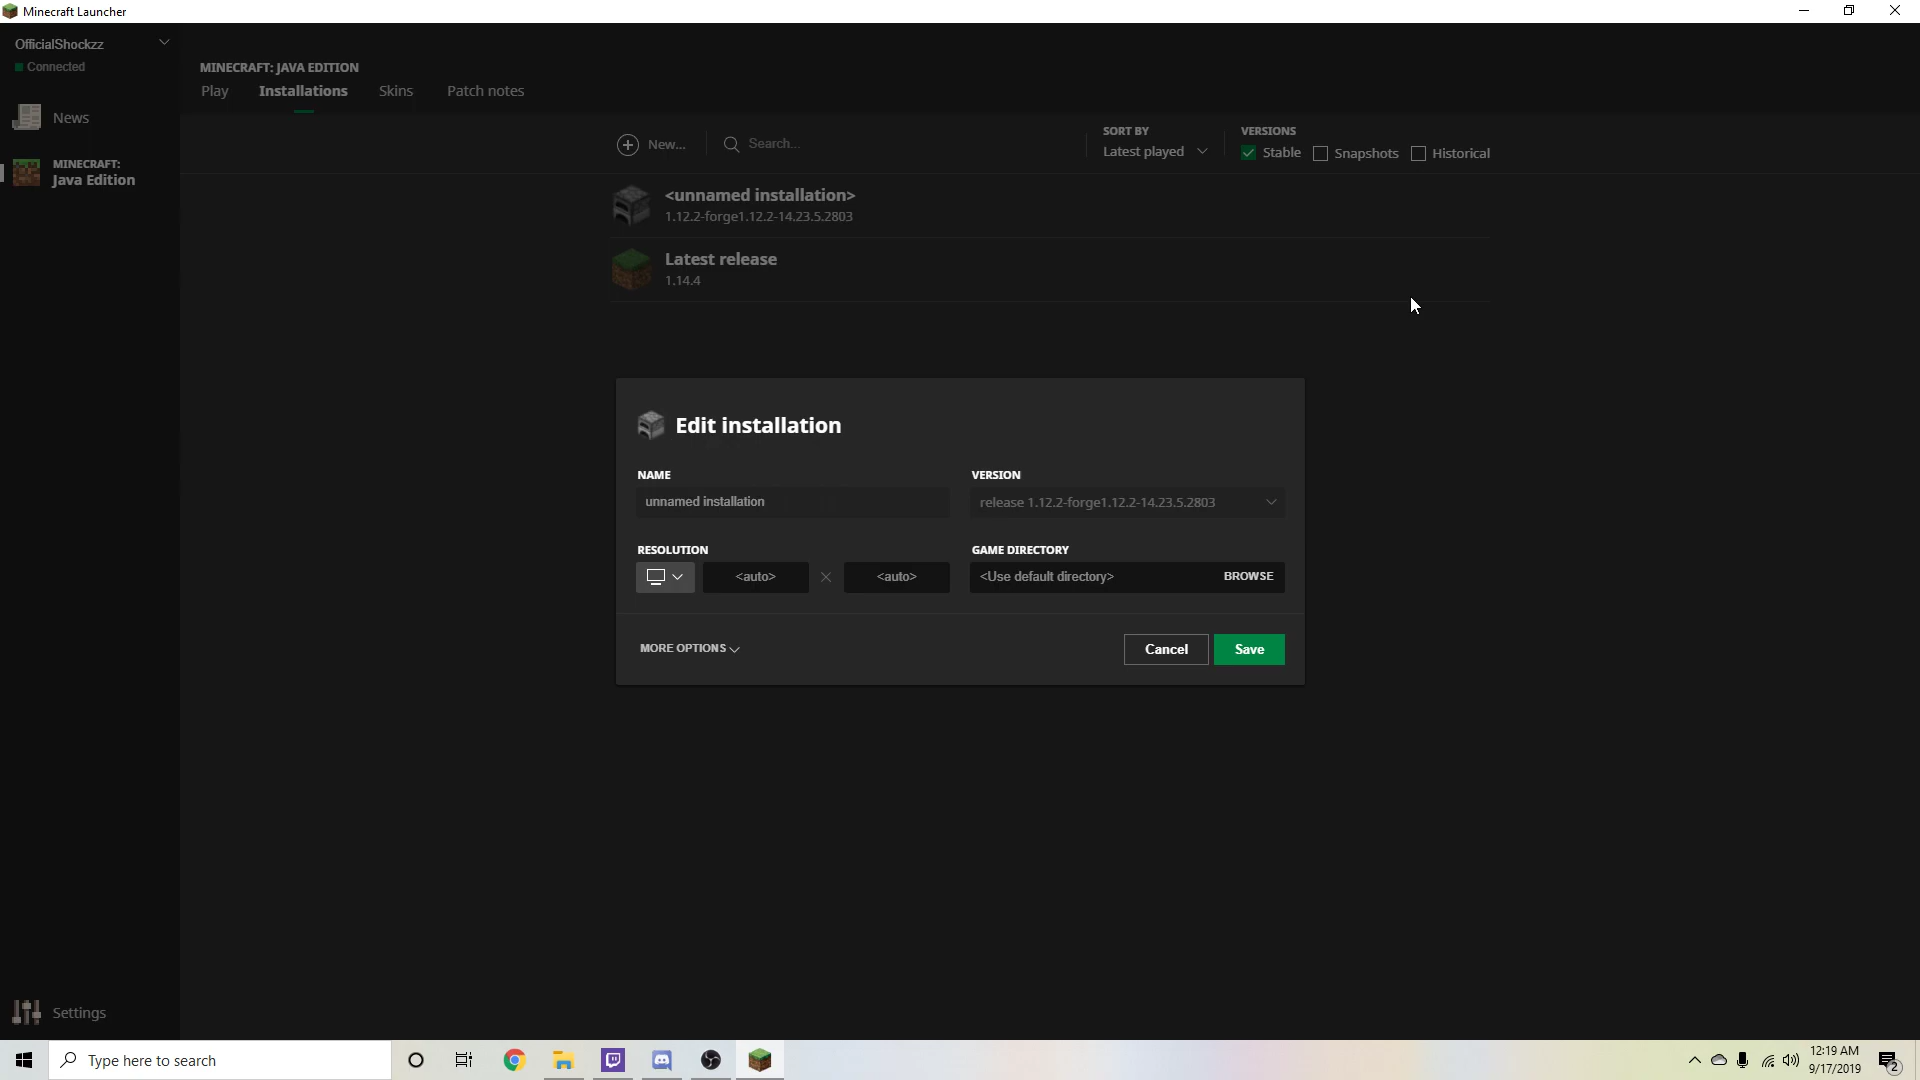 Minecraft Launcher
OfficialShockzz
Connected
News
MINECRAFT:
Java Edition
Settings
MINECRAFT: JAVA EDITION
Play Installations Skins Patch notes
New... Search...
SORT BY
Latest played
VERSIONS
Stable Snapshots Historical
<unnamed installation>
1.12.2-forge1.12.2-14.23.5.2803
Latest release
1.14.4
Edit installation
NAME
unnamed installation
VERSION
release 1.12.2-forge1.12.2-14.23.5.2803
RESOLUTION
<auto> <auto>
GAME DIRECTORY
<Use default directory> BROWSE
MORE OPTIONS
Cancel Save
Type here to search
12:19 AM
9/17/2019
2